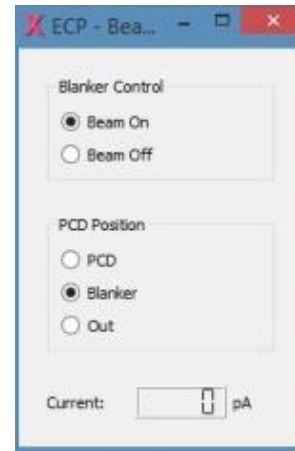 ECP - Bea...
Blanker Control
Beam On
Beam Off
PCD Position
PCD
Blanker
Out
Current: 0 pA